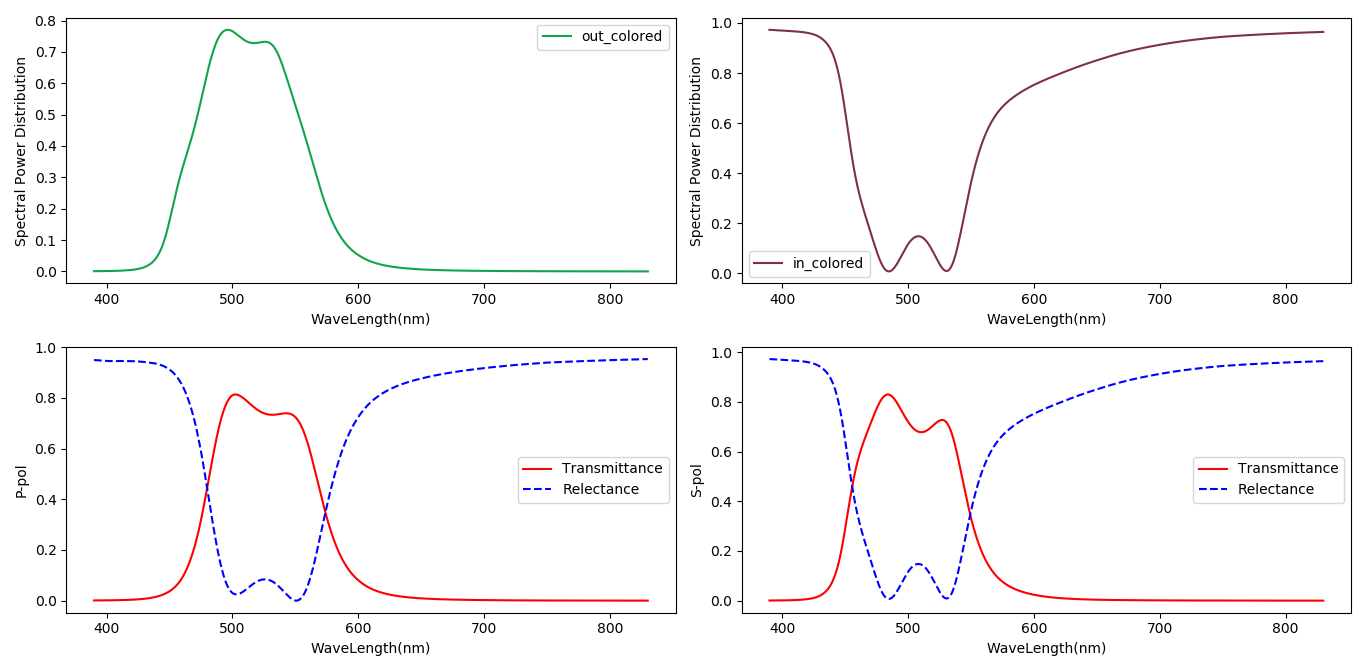 Spectral Power Distribution
0.8
0.7
0.6
0.5
0.4
0.3
0.2
0.1
0.0
out_colored
400 500 600 700 800
WaveLength(nm)
Spectral Power Distribution
1.0
0.8
0.6
0.4
0.2
0.0
in_colored
400 500 600 700 800
WaveLength(nm)
P-pol
1.0
0.8
0.6
0.4
0.2
0.0
Transmittance
Relectance
400 500 600 700 800
WaveLength(nm)
S-pol
1.0
0.8
0.6
0.4
0.2
0.0
Transmittance
Relectance
400 500 600 700 800
WaveLength(nm)